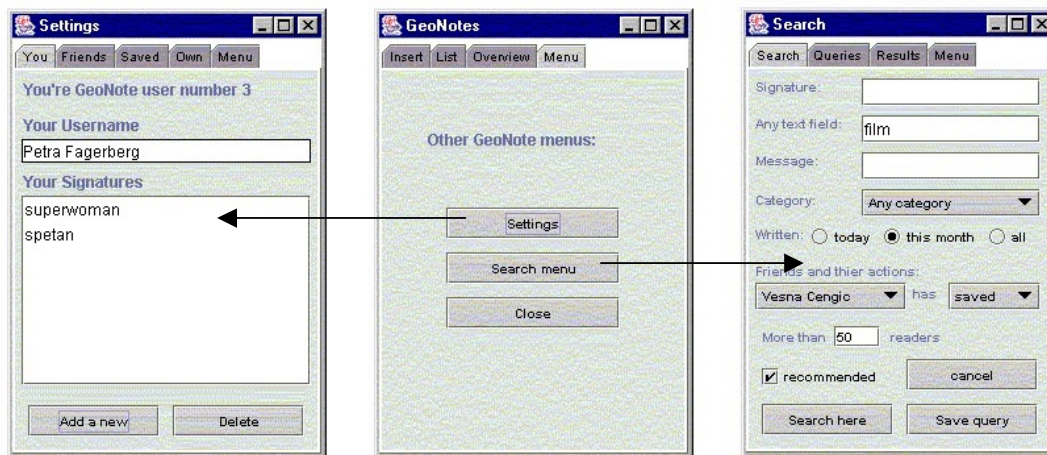 Settings
You Friends Saved Own Menu
You're GeoNote user number 3
Your Username
Petra Fagerberg
Your Signatures
superwoman
spetan
Add a new Delete
GeoNotes
Insert List Overview Menu
Other GeoNote menus:
Settings
Search menu
Close
Search
Search Queries Results Menu
Signature:
Any text field: film
Message:
Category: Any category
Written: today this month all
Friends and thier actions:
Vesna Cengic has saved
More than 50 readers
recommended cancel
Search here Save query